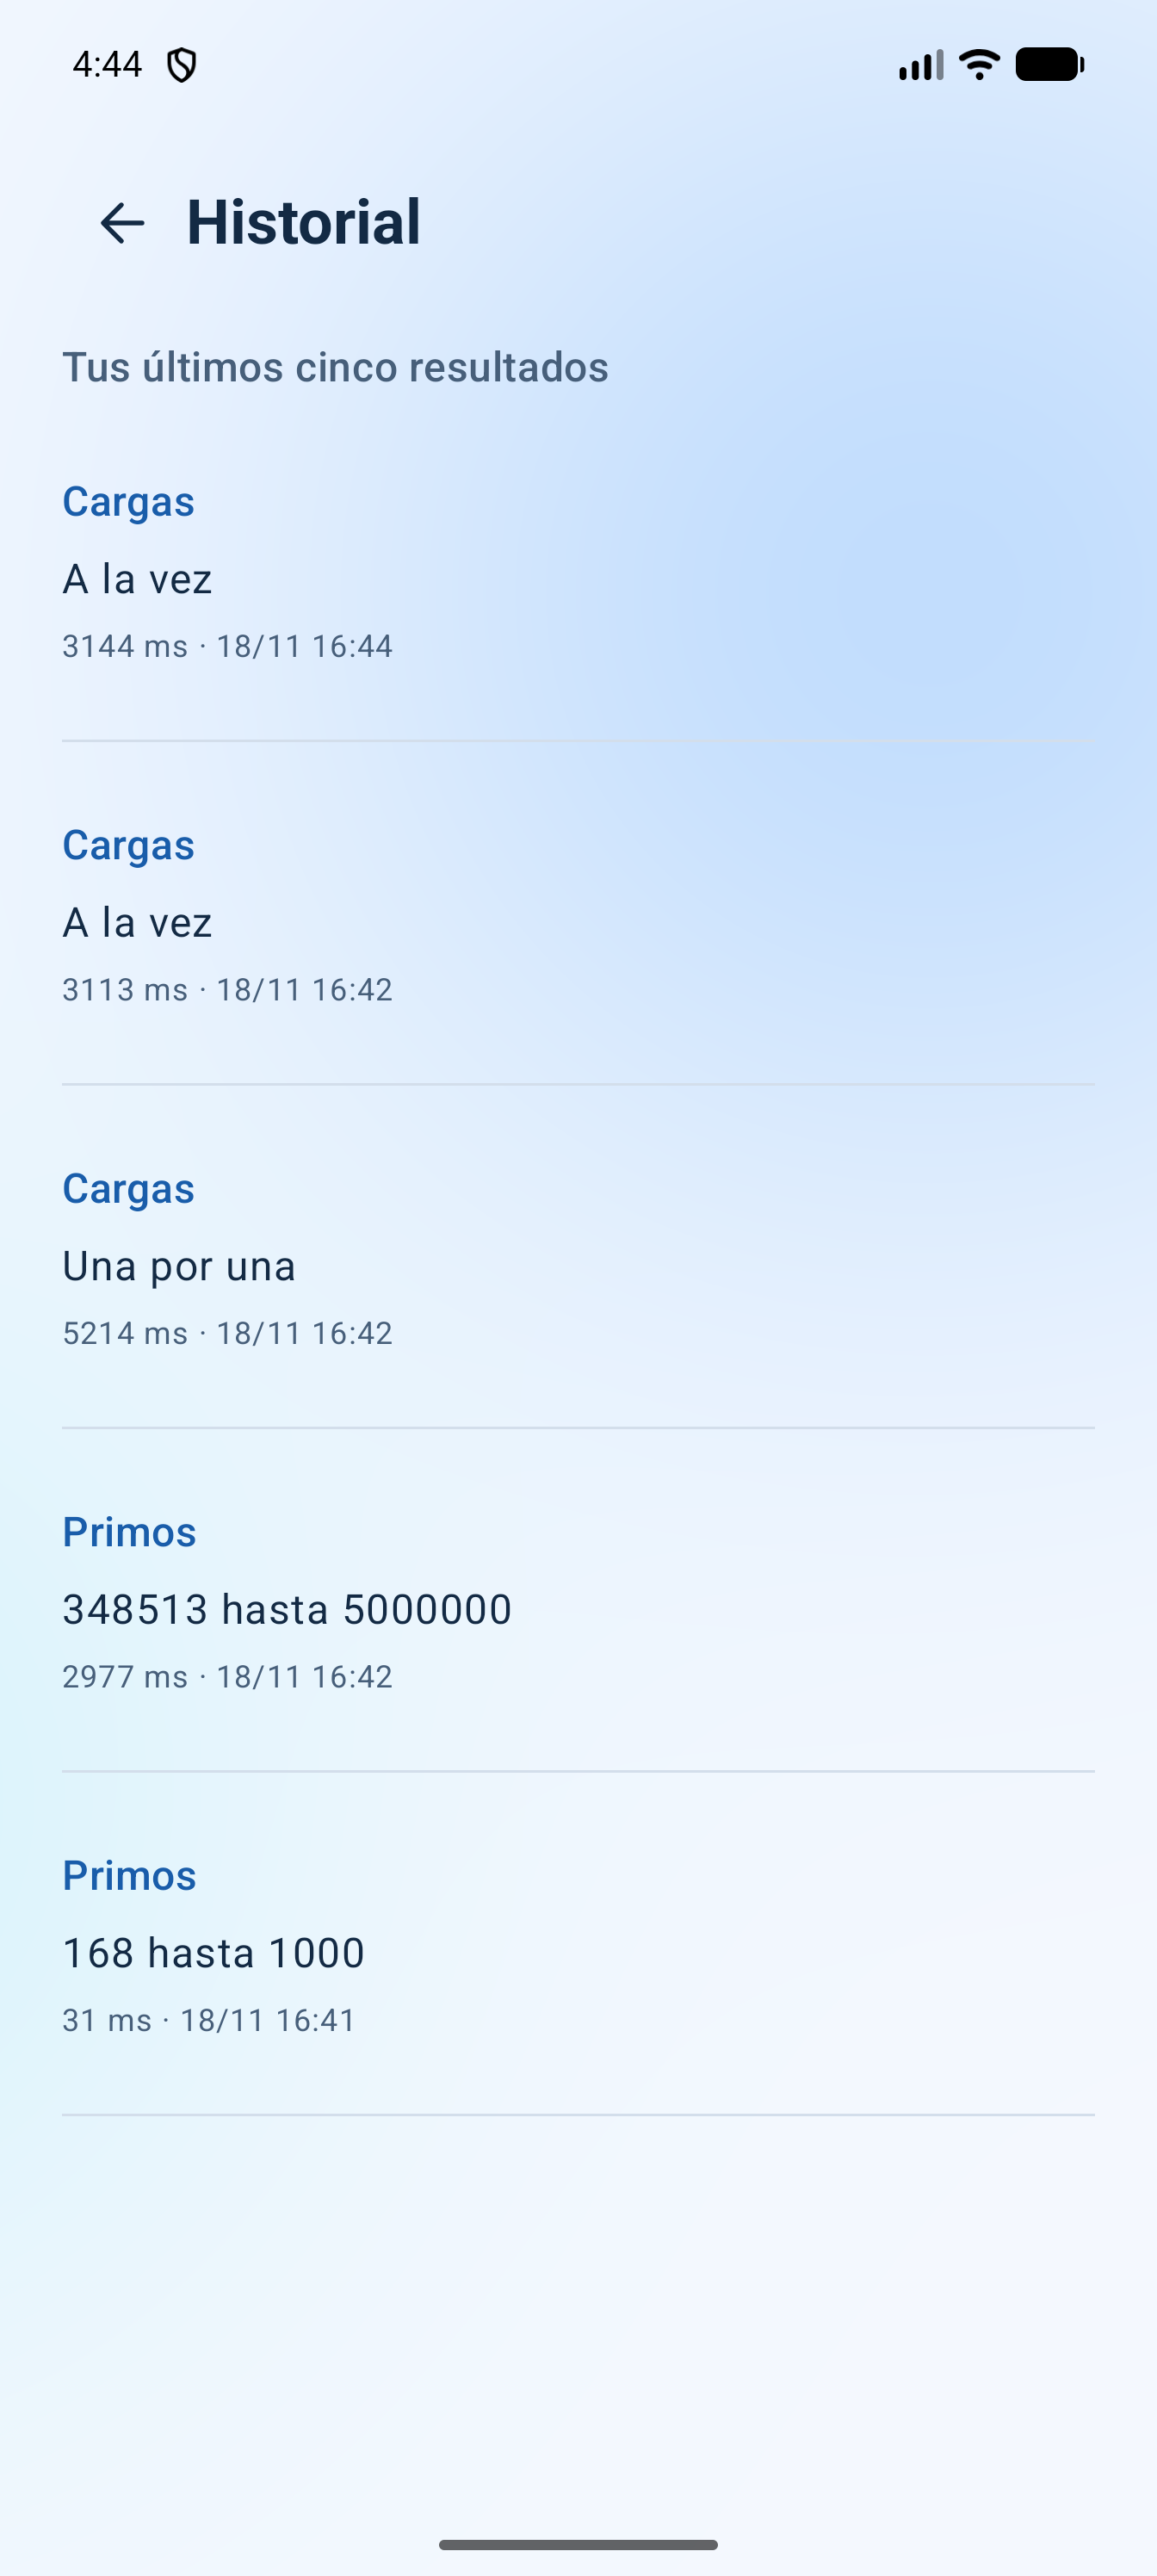 4:44
Historial
Tus últimos cinco resultados
Cargas
A la vez
3144 ms · 18/11 16:44
Cargas
A la vez
3113 ms · 18/11 16:42
Cargas
Una por una
5214 ms · 18/11 16:42
Primos
348513 hasta 5000000
2977 ms · 18/11 16:42
Primos
168 hasta 1000
31 ms · 18/11 16:41